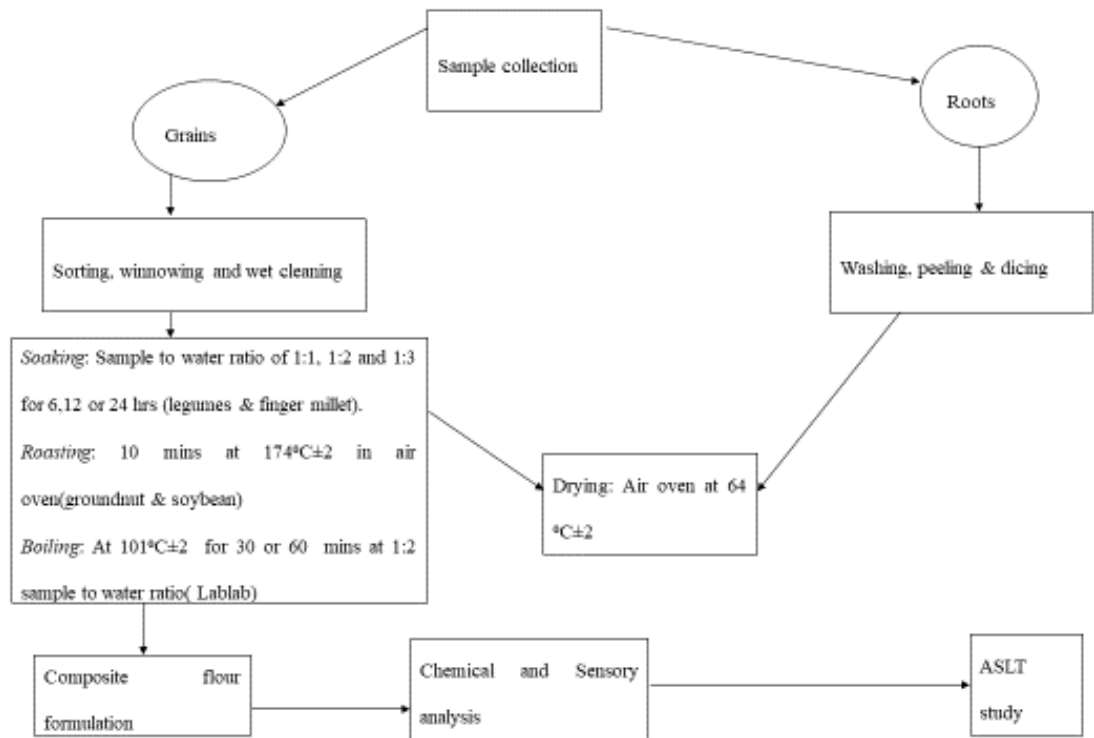 Sample collection
Grains
Roots
Sorting, winnowing and wet cleaning
Washing, peeling & dicing
Soaking: Sample to water ratio of 1:1, 1:2 and 1:3
for 6,12 or 24 hrs (legumes & finger millet).
Roasting: 10 mins at 174⁰C±2 in air
oven(groundnut & soybean)
Boiling: At 101⁰C±2 for 30 or 60 mins at 1:2
sample to water ratio( Lablab)
Drying: Air oven at 64
⁰C±2
Composite flour
formulation
Chemical and Sensory
analysis
ASLT
study